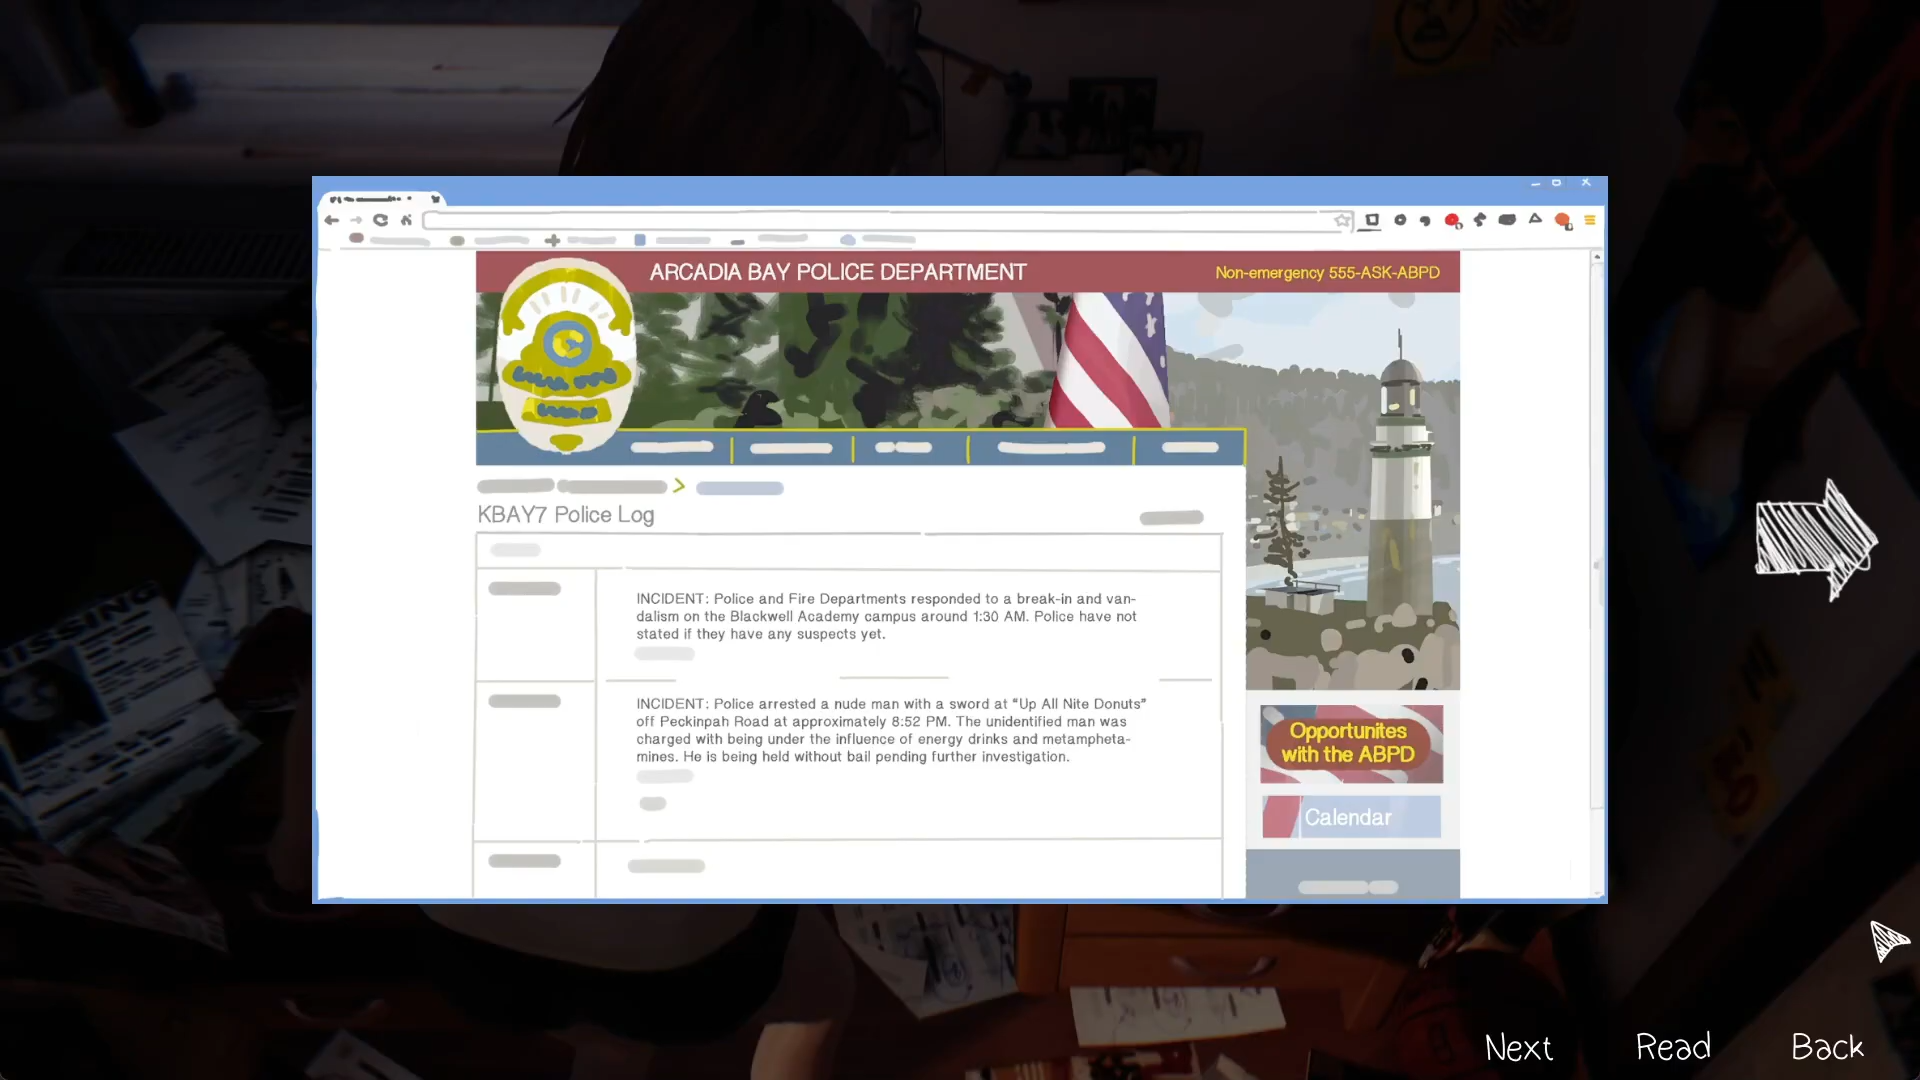 ARCADIA BAY POLICE DEPARTMENT
Non-emergency 555-ASK-ABPD
KBAY7 Police Log
INCIDENT: Police and Fire Departments responded to a break-in and van-
dalism on the Blackwell Academy campus around 1:30 AM. Police have not
stated if they have any suspects yet.
INCIDENT: Police arrested a nude man with a sword at "Up All Nite Donuts"
off Peckinpah Road at approximately 8:52 PM. The unidentified man was
charged with being under the influence of energy drinks and metampheta-
mines. He is being held without bail pending further investigation.
Opportunites
with the ABPD
Calendar
MISSING
Next
Read
Back